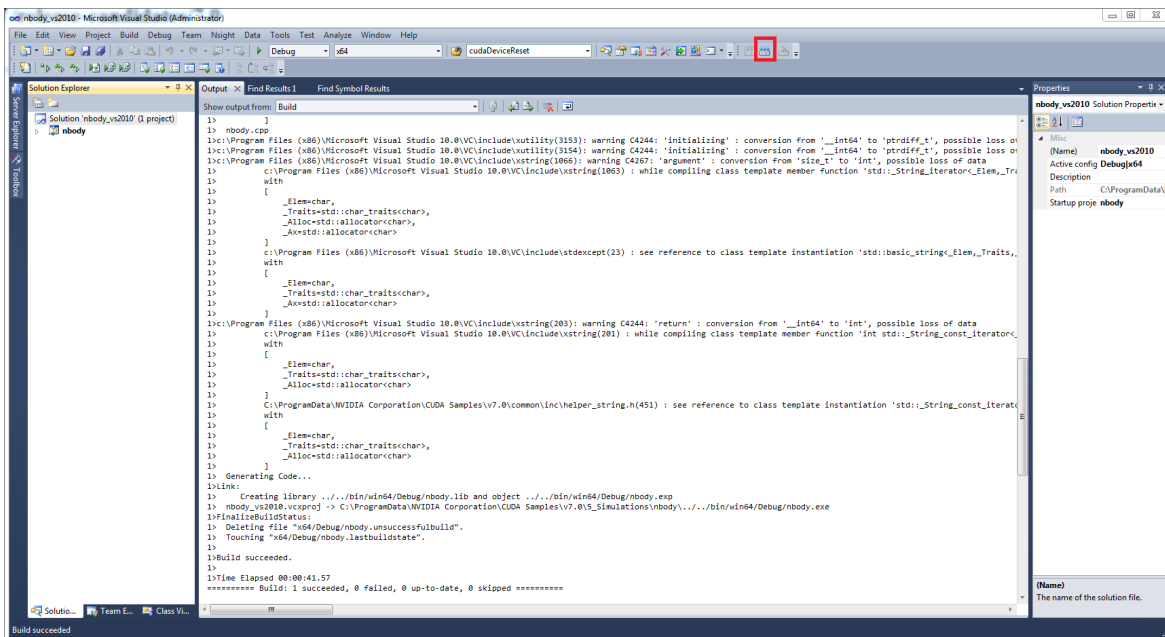 nbody_vs2010 - Microsoft Visual Studio (Administrator)
File Edit View Project Build Debug Team Nsight Data Tools Test Analyze Window Help
Debug x64 cudaDeviceReset
Solution Explorer
Output Find Results 1 Find Symbol Results
Properties
Show output from: Build
nbody_vs2010 Solution Propertie
Server Explorer
Toolbox
Solution 'nbody_vs2010' (1 project)
nbody
1> ]
1> nbody.cpp
1>c:\Program Files (x86)\Microsoft Visual Studio 10.0\VC\include\xutility(3153): warning C4244: 'initializing' : conversion from '__int64' to 'ptrdiff_t', possible loss o
1>c:\Program Files (x86)\Microsoft Visual Studio 10.0\VC\include\xutility(3154): warning C4244: 'initializing' : conversion from '__int64' to 'ptrdiff_t', possible loss o
1>c:\Program Files (x86)\Microsoft Visual Studio 10.0\VC\include\xstring(1066): warning C4267: 'argument' : conversion from 'size_t' to 'int', possible loss of data
1> c:\Program Files (x86)\Microsoft Visual Studio 10.0\VC\include\xstring(1063) : while compiling class template member function 'std::_String_iterator<_Elem,_Tra
1> with
1> [
1> _Elem=char,
1> _Traits=std::char_traits<char>,
1> _Alloc=std::allocator<char>,
1> _Ax=std::allocator<char>
1> ]
1> c:\Program Files (x86)\Microsoft Visual Studio 10.0\VC\include\stdexcept(23) : see reference to class template instantiation 'std::basic_string<_Elem,_Traits,_
1> with
1> [
1> _Elem=char,
1> _Traits=std::char_traits<char>,
1> _Ax=std::allocator<char>
1> ]
1>c:\Program Files (x86)\Microsoft Visual Studio 10.0\VC\include\xstring(203): warning C4244: 'return' : conversion from '__int64' to 'int', possible loss of data
1> c:\Program Files (x86)\Microsoft Visual Studio 10.0\VC\include\xstring(201) : while compiling class template member function 'int std::_String_const_iterator<_
1> with
1> [
1> _Elem=char,
1> _Traits=std::char_traits<char>,
1> _Alloc=std::allocator<char>
1> ]
1> C:\ProgramData\NVIDIA Corporation\CUDA Samples\v7.0\common\inc\helper_string.h(451) : see reference to class template instantiation 'std::_String_const_iterat
1> with
1> [
1> _Elem=char,
1> _Traits=std::char_traits<char>,
1> _Alloc=std::allocator<char>
1> ]
1> Generating Code...
1>Link:
1> Creating library ../../bin/win64/Debug/nbody.lib and object ../../bin/win64/Debug/nbody.exp
1> nbody_vs2010.vcxproj -> C:\ProgramData\NVIDIA Corporation\CUDA Samples\v7.0\5_Simulations\nbody\../../bin/win64/Debug/nbody.exe
1>FinalizeBuildStatus:
1> Deleting file "x64/Debug/nbody.unsuccessfulbuild".
1> Touching "x64/Debug/nbody.lastbuildstate".
1>
1>Build succeeded.
1>
1>Time Elapsed 00:00:41.57
========== Build: 1 succeeded, 0 failed, 0 up-to-date, 0 skipped ==========
Misc
(Name) nbody_vs2010
Active config Debug|x64
Description
Path C:\ProgramData\
Startup proje nbody
(Name)
The name of the solution file.
Solutio... Team E... Class Vi...
Build succeeded